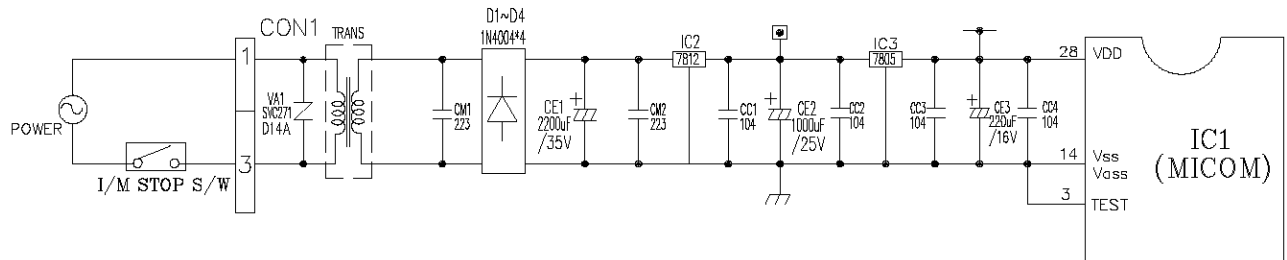 CON1
TRANS
D1~D4
1N4004*4
IC2
7812
IC3
7805
1
28
VDD
VA1
SVC271
D14A
CM1
223
CE1
2200uF
/35V
CM2
223
CC1
104
CE2
1000uF
/25V
CC2
104
CC3
104
CE3
220uF
/16V
CC4
104
POWER
I/M STOP S/W
3
14
Vss
Vass
3
TEST
IC1
(MICOM)